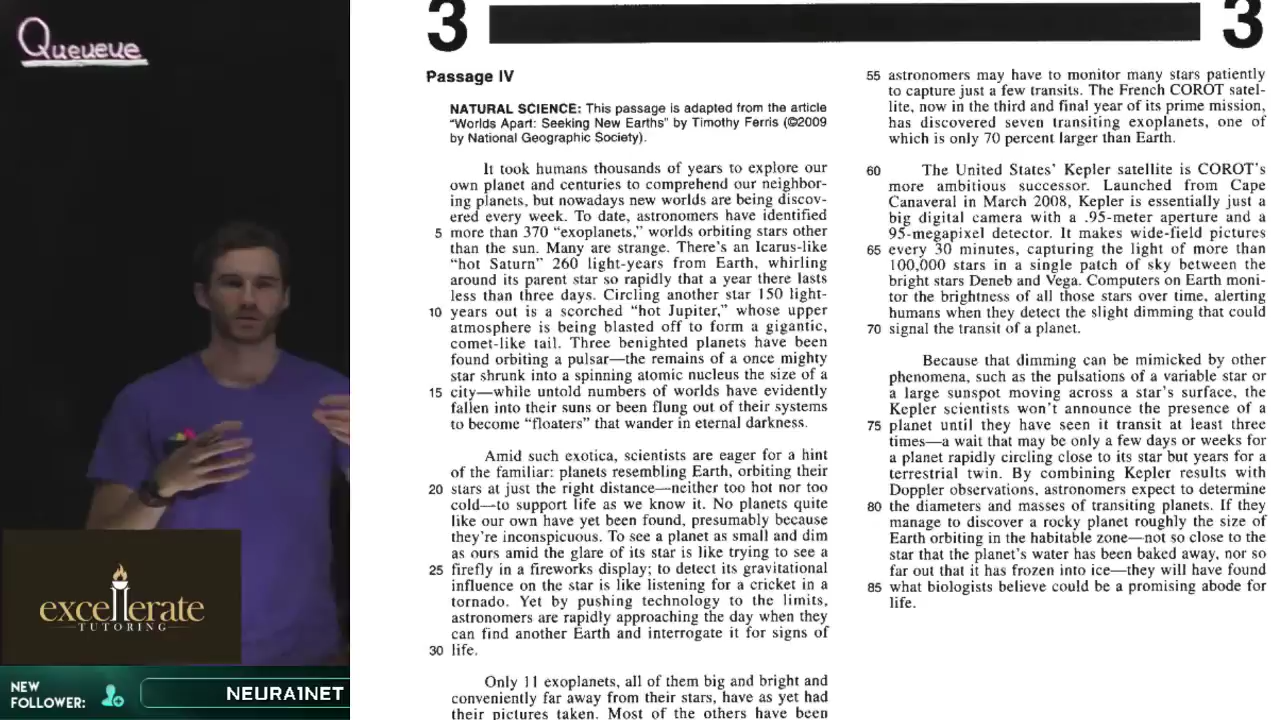 Queueue
excellerate
TUTORING
NEW
FOLLOWER:
NEURA1NET
3
3
Passage IV
NATURAL SCIENCE: This passage is adapted from the article
"Worlds Apart: Seeking New Earths" by Timothy Ferris (©2009
by National Geographic Society).
It took humans thousands of years to explore our
own planet and centuries to comprehend our neighbor-
ing planets, but nowadays new worlds are being discov-
ered every week. To date, astronomers have identified
5 more than 370 "exoplanets," worlds orbiting stars other
than the sun. Many are strange. There's an Icarus-like
"hot Saturn" 260 light-years from Earth, whirling
around its parent star so rapidly that a year there lasts
less than three days. Circling another star 150 light-
10 years out is a scorched "hot Jupiter," whose upper
atmosphere is being blasted off to form a gigantic,
comet-like tail. Three benighted planets have been
found orbiting a pulsar—the remains of a once mighty
star shrunk into a spinning atomic nucleus the size of a
15 city—while untold numbers of worlds have evidently
fallen into their suns or been flung out of their systems
to become "floaters" that wander in eternal darkness.
Amid such exotica, scientists are eager for a hint
of the familiar: planets resembling Earth, orbiting their
20 stars at just the right distance—neither too hot nor too
cold—to support life as we know it. No planets quite
like our own have yet been found, presumably because
they're inconspicuous. To see a planet as small and dim
as ours amid the glare of its star is like trying to see a
25 firefly in a fireworks display; to detect its gravitational
influence on the star is like listening for a cricket in a
tornado. Yet by pushing technology to the limits,
astronomers are rapidly approaching the day when they
can find another Earth and interrogate it for signs of
30 life.
Only 11 exoplanets, all of them big and bright and
conveniently far away from their stars, have as yet had
their pictures taken. Most of the others have been
55 astronomers may have to monitor many stars patiently
to capture just a few transits. The French COROT satel-
lite, now in the third and final year of its prime mission,
has discovered seven transiting exoplanets, one of
which is only 70 percent larger than Earth.
60 The United States' Kepler satellite is COROT's
more ambitious successor. Launched from Cape
Canaveral in March 2008, Kepler is essentially just a
big digital camera with a .95-meter aperture and a
95-megapixel detector. It makes wide-field pictures
65 every 30 minutes, capturing the light of more than
100,000 stars in a single patch of sky between the
bright stars Deneb and Vega. Computers on Earth moni-
tor the brightness of all those stars over time, alerting
humans when they detect the slight dimming that could
70 signal the transit of a planet.
Because that dimming can be mimicked by other
phenomena, such as the pulsations of a variable star or
a large sunspot moving across a star's surface, the
Kepler scientists won't announce the presence of a
75 planet until they have seen it transit at least three
times—a wait that may be only a few days or weeks for
a planet rapidly circling close to its star but years for a
terrestrial twin. By combining Kepler results with
Doppler observations, astronomers expect to determine
80 the diameters and masses of transiting planets. If they
manage to discover a rocky planet roughly the size of
Earth orbiting in the habitable zone—not so close to the
star that the planet's water has been baked away, nor so
far out that it has frozen into ice—they will have found
85 what biologists believe could be a promising abode for
life.